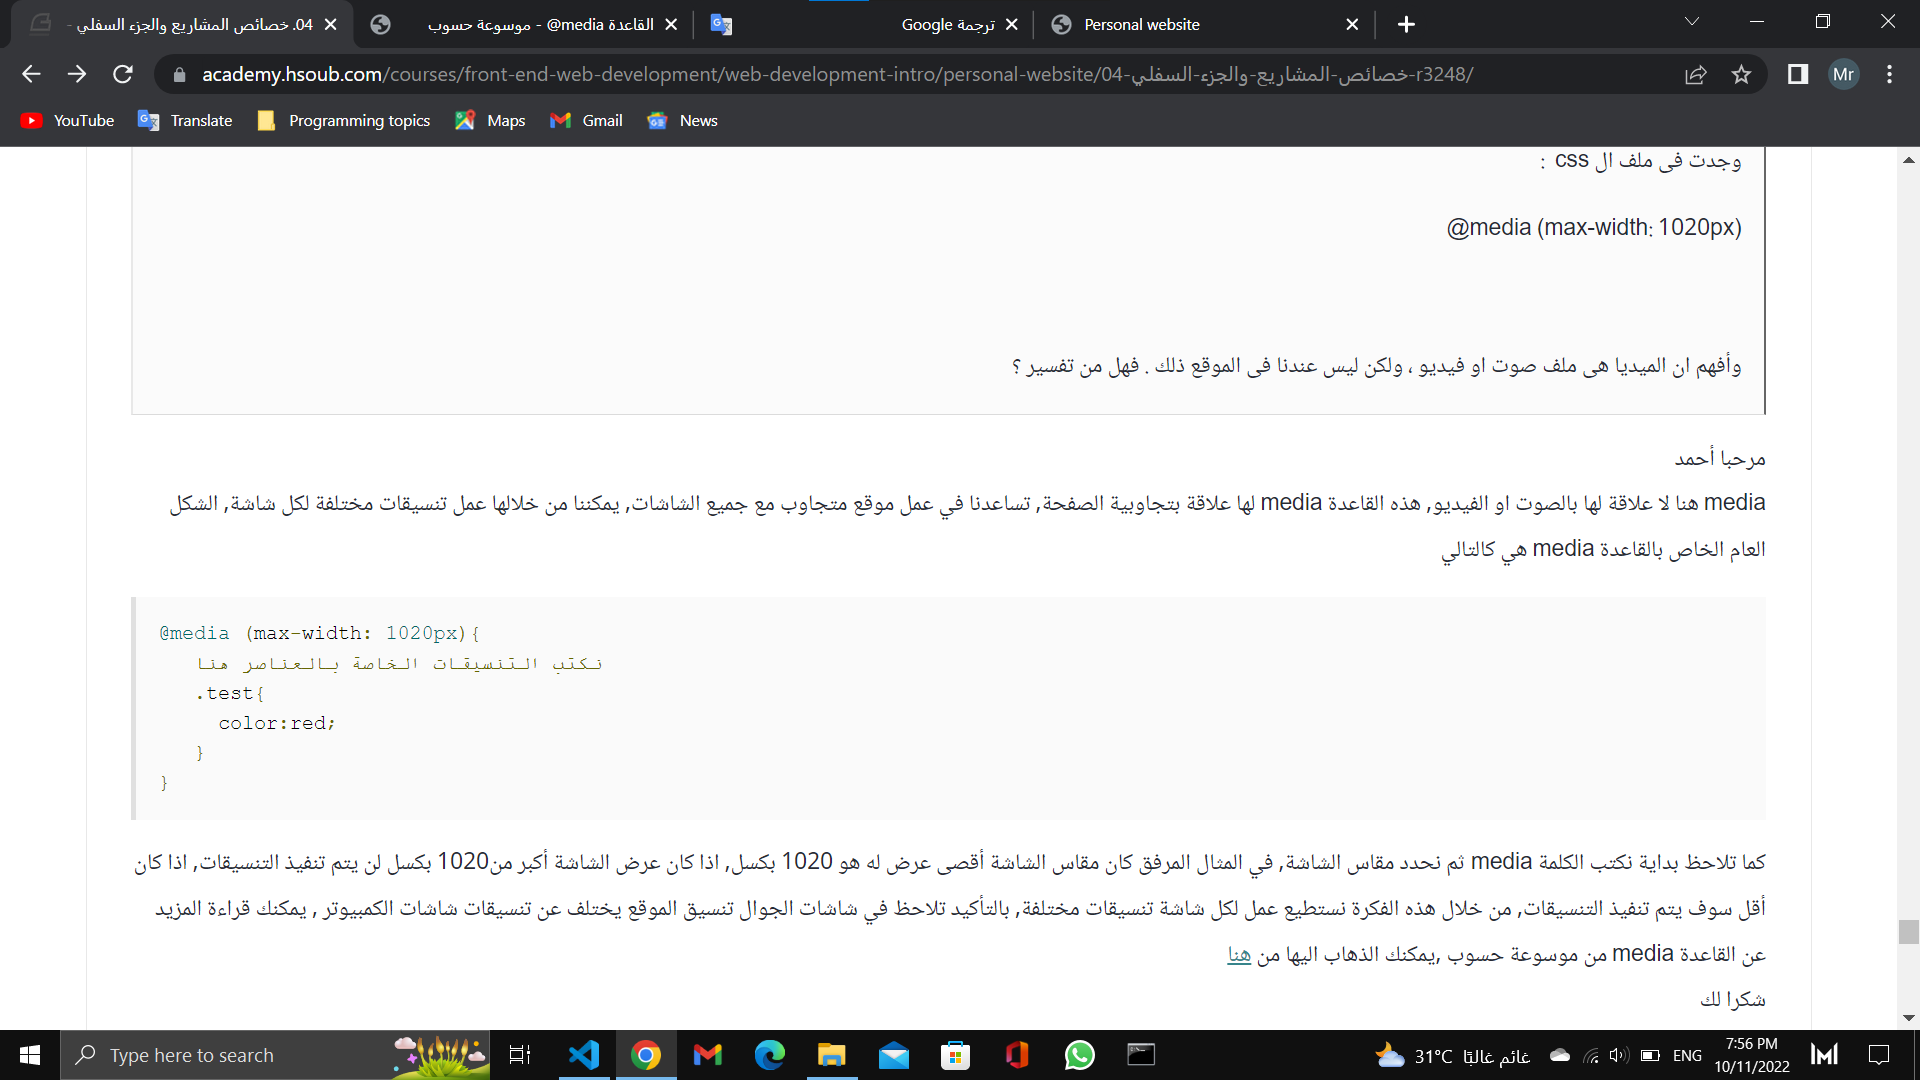 04. خصائص المشاريع والجزء السفلي -
القاعدة @media - موسوعة حسوب
ترجمة Google
Personal website
academy.hsoub.com/courses/front-end-web-development/web-development-intro/personal-website/04-خصائص-المشاريع-والجزء-السفلي-r3248/
Mr
YouTube
Translate
Programming topics
Maps
Gmail
News
وجدت فى ملف ال css :
@media (max-width: 1020px)
وأفهم ان الميديا هى ملف صوت او فيديو ، ولكن ليس عندنا فى الموقع ذلك . فهل من تفسير ؟
مرحبا أحمد
media هنا لا علاقة لها بالصوت او الفيديو, هذه القاعدة media لها علاقة بتجاوبية الصفحة, تساعدنا في عمل موقع متجاوب مع جميع الشاشات, يمكننا من خلالها عمل تنسيقات مختلفة لكل شاشة, الشكل
العام الخاص بالقاعدة media هي كالتالي
@media (max-width: 1020px){
نكتب التنسيقات الخاصة بالعناصر هنا
.test{
color:red;
}
}
كما تلاحظ بداية نكتب الكلمة media ثم نحدد مقاس الشاشة, في المثال المرفق كان مقاس الشاشة أقصى عرض له هو 1020 بكسل, اذا كان عرض الشاشة أكبر من1020 بكسل لن يتم تنفيذ التنسيقات, اذا كان
أقل سوف يتم تنفيذ التنسيقات, من خلال هذه الفكرة نستطيع عمل لكل شاشة تنسيقات مختلفة, بالتأكيد تلاحظ في شاشات الجوال تنسيق الموقع يختلف عن تنسيقات شاشات الكمبيوتر , يمكنك قراءة المزيد
عن القاعدة media من موسوعة حسوب ,يمكنك الذهاب اليها من هنا
شكرا لك
Type here to search
31°C غائم غالبًا
ENG
7:56 PM
10/11/2022